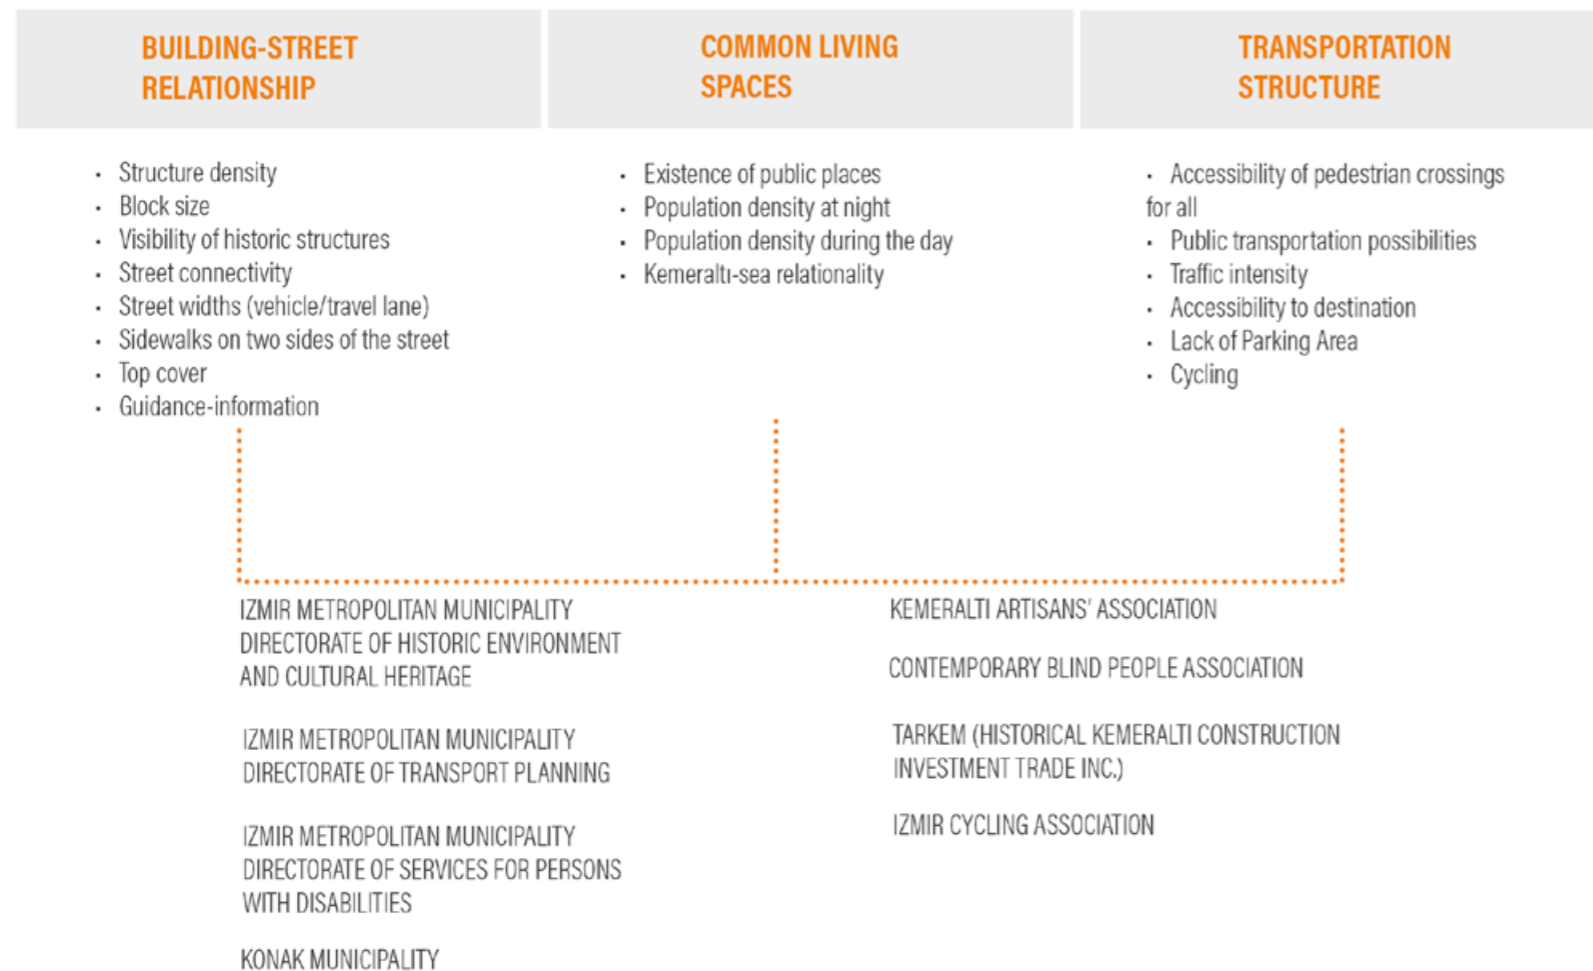 BUILDING-STREET
RELATIONSHIP
· Structure density
· Block size
· Visibility of historic structures
· Street connectivity
· Street widths (vehicle/travel lane)
· Sidewalks on two sides of the street
· Top cover
· Guidance-information
COMMON LIVING
SPACES
· Existence of public places
· Population density at night
· Population density during the day
· Kemeraltı-sea relationality
TRANSPORTATION
STRUCTURE
· Accessibility of pedestrian crossings
for all
· Public transportation possibilities
· Traffic intensity
· Accessibility to destination
· Lack of Parking Area
· Cycling
IZMIR METROPOLITAN MUNICIPALITY
DIRECTORATE OF HISTORIC ENVIRONMENT
AND CULTURAL HERITAGE
IZMIR METROPOLITAN MUNICIPALITY
DIRECTORATE OF TRANSPORT PLANNING
IZMIR METROPOLITAN MUNICIPALITY
DIRECTORATE OF SERVICES FOR PERSONS
WITH DISABILITIES
KONAK MUNICIPALITY
KEMERALTI ARTISANS' ASSOCIATION
CONTEMPORARY BLIND PEOPLE ASSOCIATION
TARKEM (HISTORICAL KEMERALTI CONSTRUCTION
INVESTMENT TRADE INC.)
IZMIR CYCLING ASSOCIATION